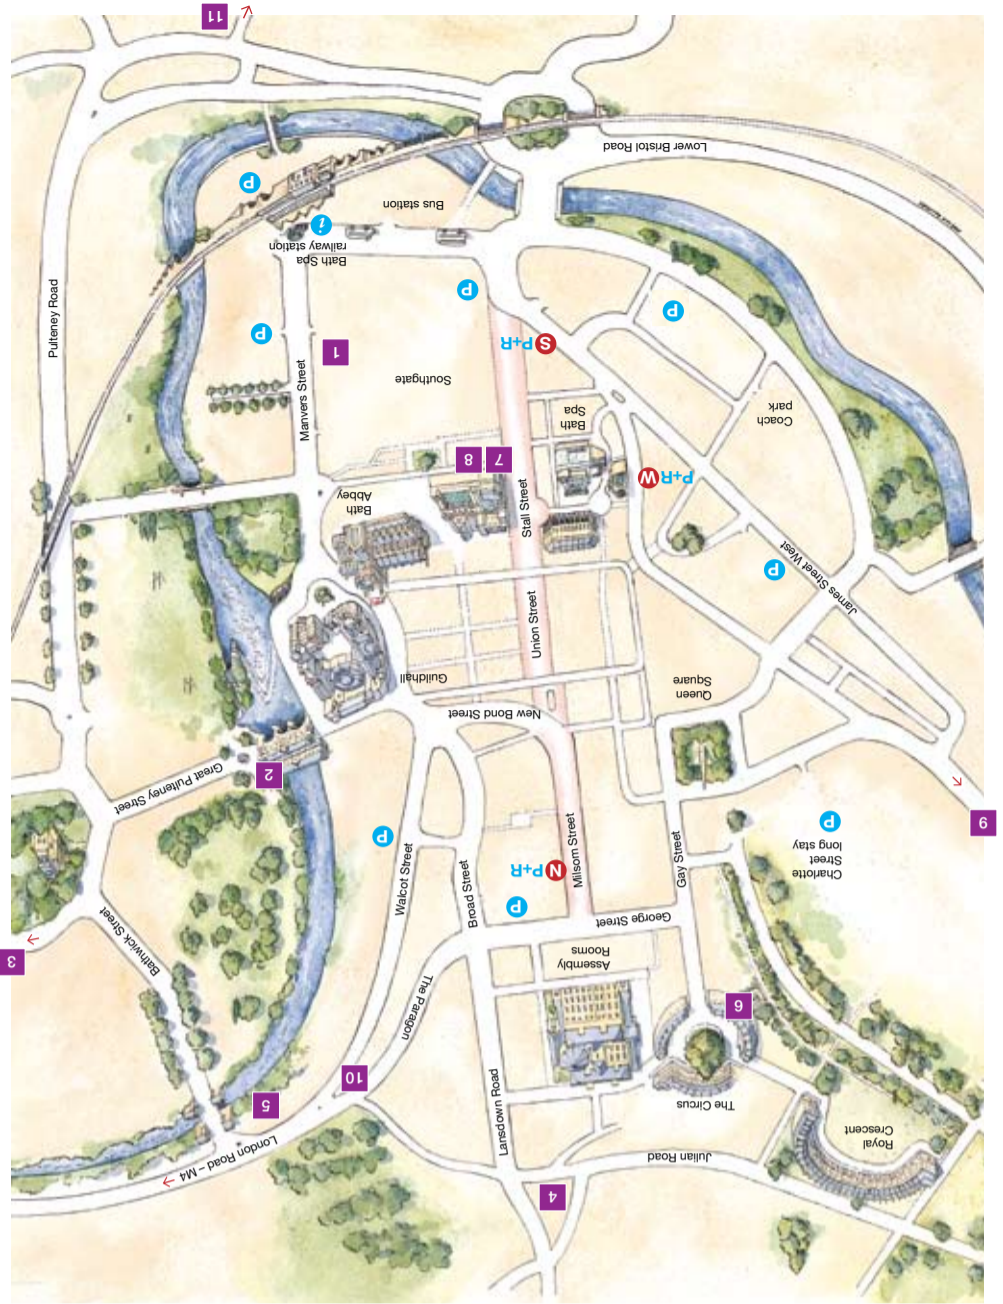 4
Julian Road
London Road – M4
Royal
Crescent
The Circus
Lansdown Road
5
10
6
The Paragon
Assembly
Rooms
3
Bathwick Street
George Street
P
N P+R
Milsom Street
Broad Street
Walcot Street
Gay Street
Charlotte
Street
long stay
P
P
9
2
Great Pulteney Street
New Bond Street
Queen
Square
Guildhall
Union Street
James Street West
P
Stall Street
Bath
Abbey
W P+R
7
8
Bath
Spa
Coach
park
Manvers Street
Southgate
1
S P+R
P
P
P
Pulteney Road
Bath Spa
railway station
i
Bus station
P
Lower Bristol Road
11